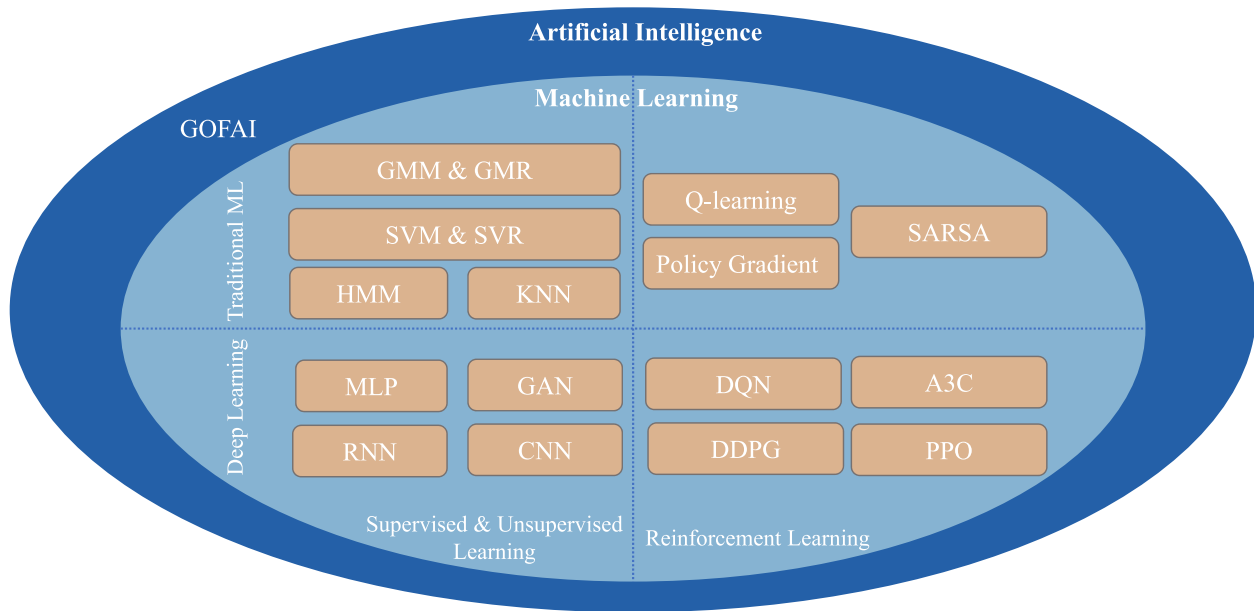 Artificial Intelligence
Machine Learning
GOFAI
Traditional ML
GMM & GMR
SVM & SVR
HMM
KNN
Q-learning
Policy Gradient
SARSA
Deep Learning
MLP
GAN
RNN
CNN
DQN
A3C
DDPG
PPO
Supervised & Unsupervised
Learning
Reinforcement Learning